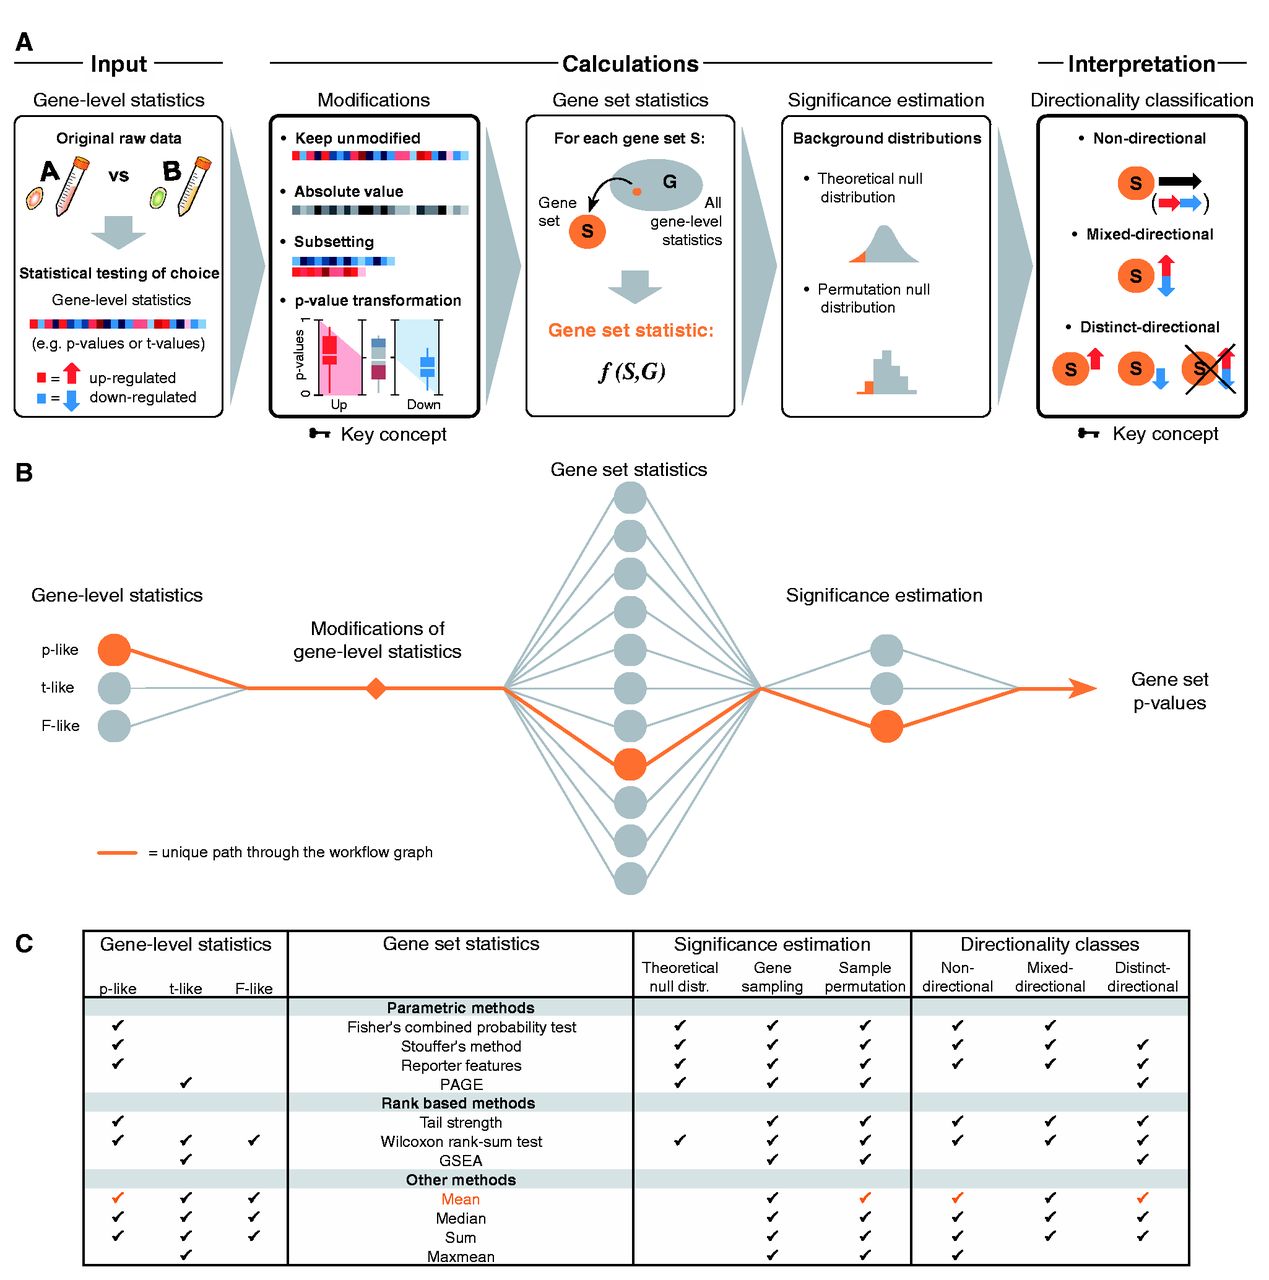 A
Input
Calculations
Interpretation
Gene-level statistics
Modifications
Gene set statistics
Significance estimation
Directionality classification
Original raw data
A vs B
Statistical testing of choice
Gene-level statistics
(e.g. p-values or t-values)
= up-regulated
= down-regulated
• Keep unmodified
• Absolute value
• Subsetting
• p-value transformation
p-values
1
0
Up
Down
Key concept
For each gene set S:
G
Gene
set
S
All
gene-level
statistics
Gene set statistic:
f (S,G)
Background distributions
• Theoretical null
distribution
• Permutation null
distribution
• Non-directional
S
( )
• Mixed-directional
S
• Distinct-directional
S S S
Key concept
B
Gene set statistics
Gene-level statistics
Significance estimation
p-like
t-like
F-like
Modifications of
gene-level statistics
Gene set
p-values
= unique path through the workflow graph
C
Gene-level statistics Gene set statistics Significance estimation Directionality classes
p-like t-like F-like
Theoretical
null distr.
Gene
sampling
Sample
permutation
Non-
directional
Mixed-
directional
Distinct-
directional
Parametric methods
✔ Fisher's combined probability test ✔ ✔ ✔ ✔ ✔
✔ Stouffer's method ✔ ✔ ✔ ✔ ✔ ✔
✔ Reporter features ✔ ✔ ✔ ✔ ✔ ✔
✔ PAGE ✔ ✔ ✔ ✔
Rank based methods
✔ Tail strength ✔ ✔ ✔ ✔ ✔
✔ ✔ ✔ Wilcoxon rank-sum test ✔ ✔ ✔ ✔ ✔ ✔
✔ GSEA ✔ ✔ ✔
Other methods
✔ ✔ ✔ Mean ✔ ✔ ✔ ✔ ✔
✔ ✔ ✔ Median ✔ ✔ ✔ ✔ ✔
✔ ✔ ✔ Sum ✔ ✔ ✔ ✔ ✔
✔ Maxmean ✔ ✔ ✔